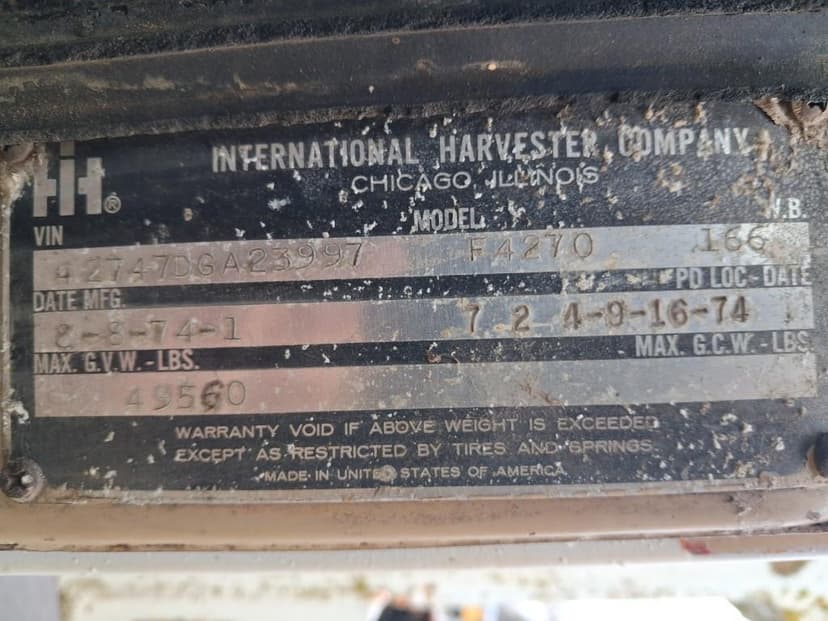 IH®
INTERNATIONAL HARVESTER COMPANY
CHICAGO, ILLINOIS
VIN MODEL W.B.
42747DGA23997 F4270 166
DATE MFG. PD LOC-DATE
8-8-74-1 7 2 4-9-16-74
MAX. G.V.W.-LBS. MAX. G.C.W.-LBS.
49560
WARRANTY VOID IF ABOVE WEIGHT IS EXCEEDED
EXCEPT AS RESTRICTED BY TIRES AND SPRINGS
MADE IN UNITED STATES OF AMERICA